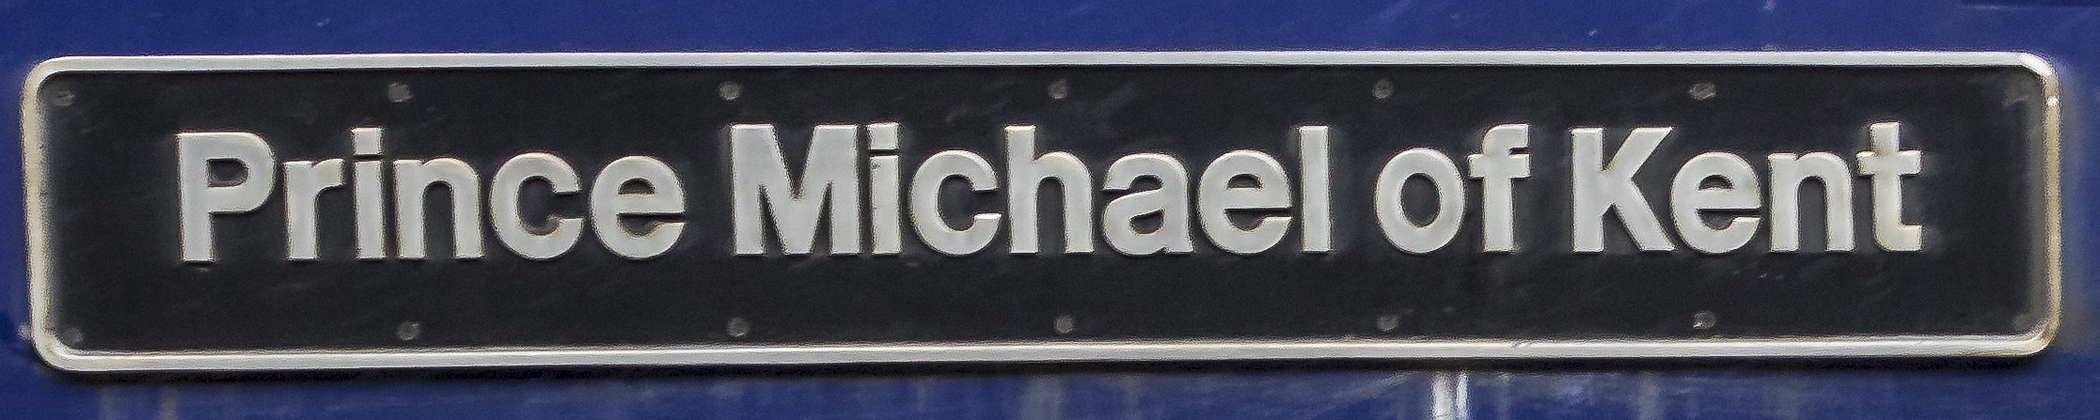 Prince Michael of Kent